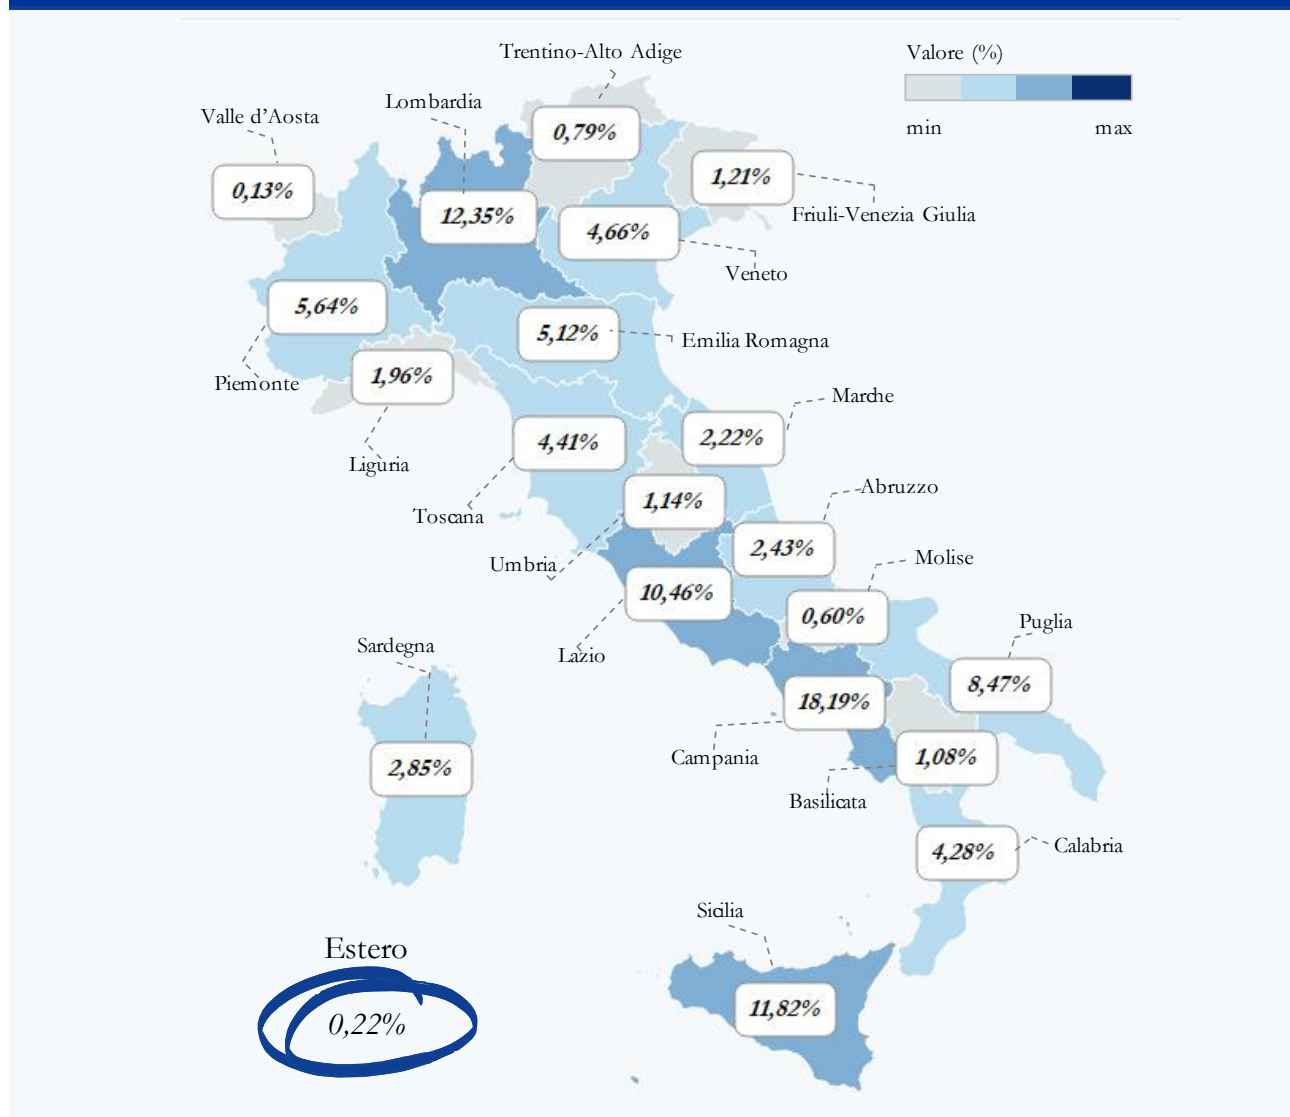 Trentino-Alto Adige
Valore (%)
min max
Lombardia
Valle d'Aosta
0,79%
1,21%
0,13%
12,35%
4,66%
Friuli-Venezia Giulia
Veneto
5,64%
5,12%
Emilia Romagna
Piemonte
1,96%
Marche
2,22%
4,41%
Liguria
Abruzzo
1,14%
Toscana
2,43%
Umbria
Molise
10,46%
0,60%
Puglia
Sardegna
Lazio
8,47%
18,19%
Campania
1,08%
2,85%
Basilicata
4,28%
Calabria
Sicilia
Estero
11,82%
0,22%